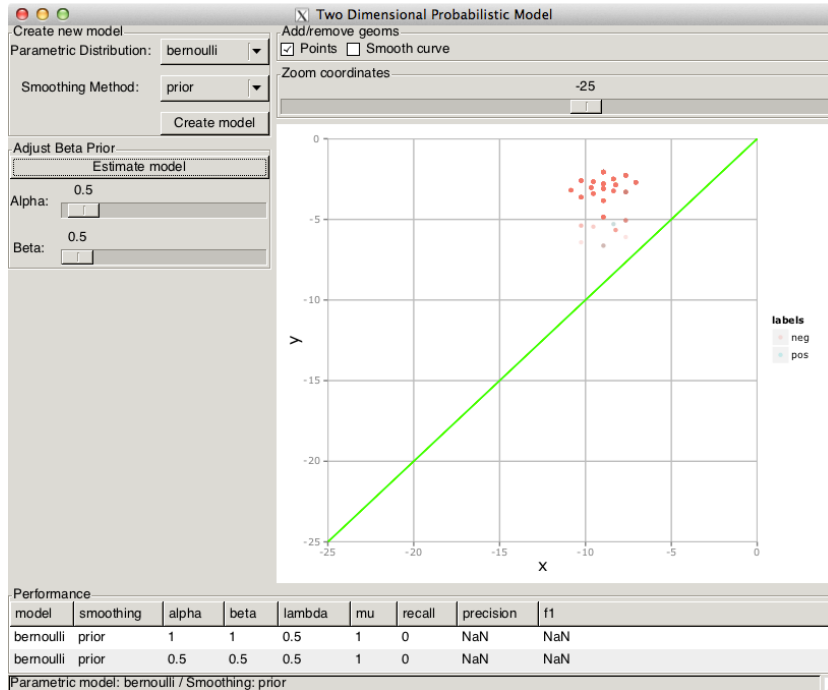 Two Dimensional Probabilistic Model
Create new model
Parametric Distribution: bernoulli
Smoothing Method: prior
Create model
Adjust Beta Prior
Estimate model
0.5
Alpha:
0.5
Beta:
Add/remove geoms
Points Smooth curve
Zoom coordinates
-25
0
-5
-10
-15
-20
-25
y
-25 -20 -15 -10 -5 0
x
labels
neg
pos
Performance
model smoothing alpha beta lambda mu recall precision f1
bernoulli prior 1 1 0.5 1 0 NaN NaN
bernoulli prior 0.5 0.5 0.5 1 0 NaN NaN
Parametric model: bernoulli / Smoothing: prior